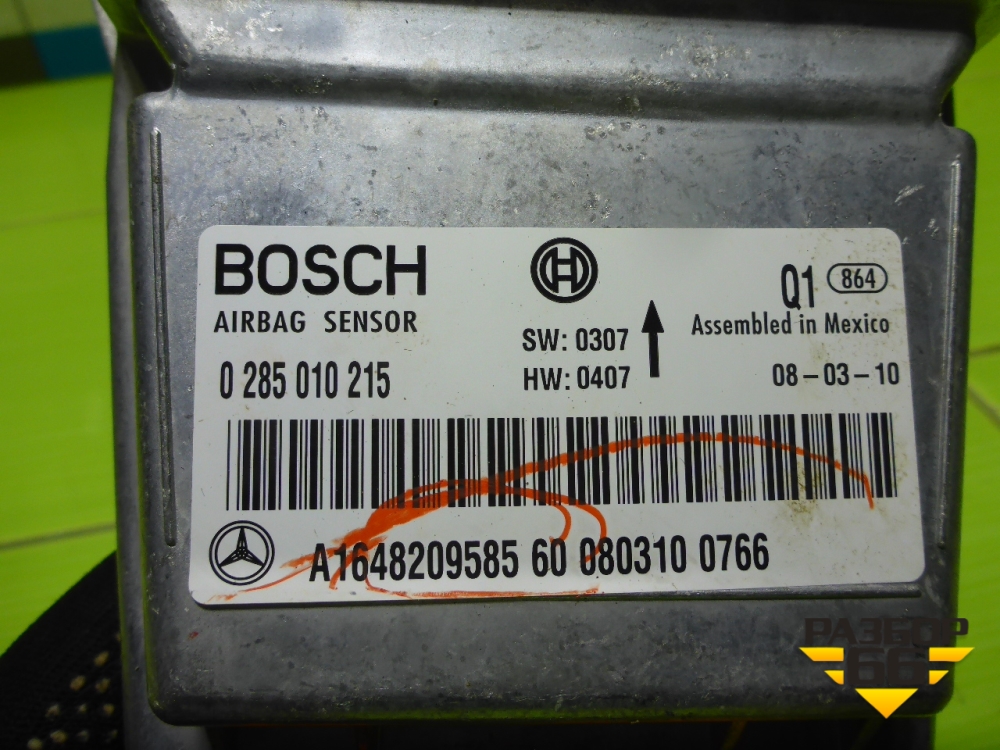 BOSCH
AIRBAG SENSOR
0 285 010 215
SW: 0307
HW: 0407
Q1 864
Assembled in Mexico
08-03-10
A1648209585 60 080310 0766
РАЗБОР
66